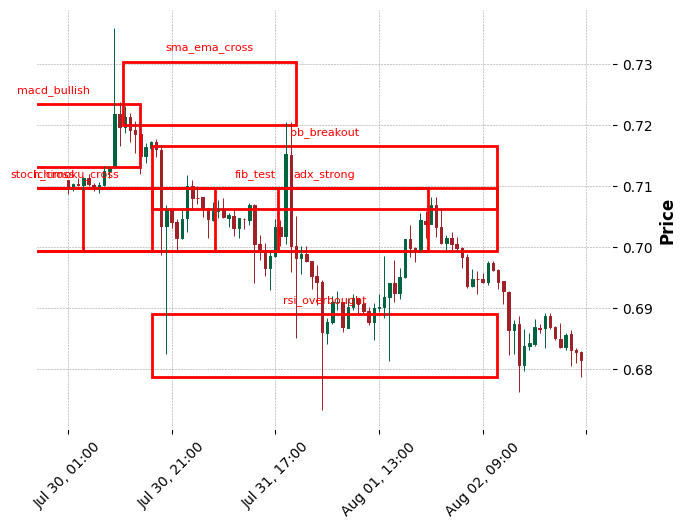 sma_ema_cross
macd_bullish
bb_breakout
stoch_cross
ichimoku_cross
fib_test
adx_strong
rsi_overbought
0.73
0.72
0.71
0.70
0.69
0.68
Price
Jul 30, 01:00
Jul 30, 21:00
Jul 31, 17:00
Aug 01, 13:00
Aug 02, 09:00